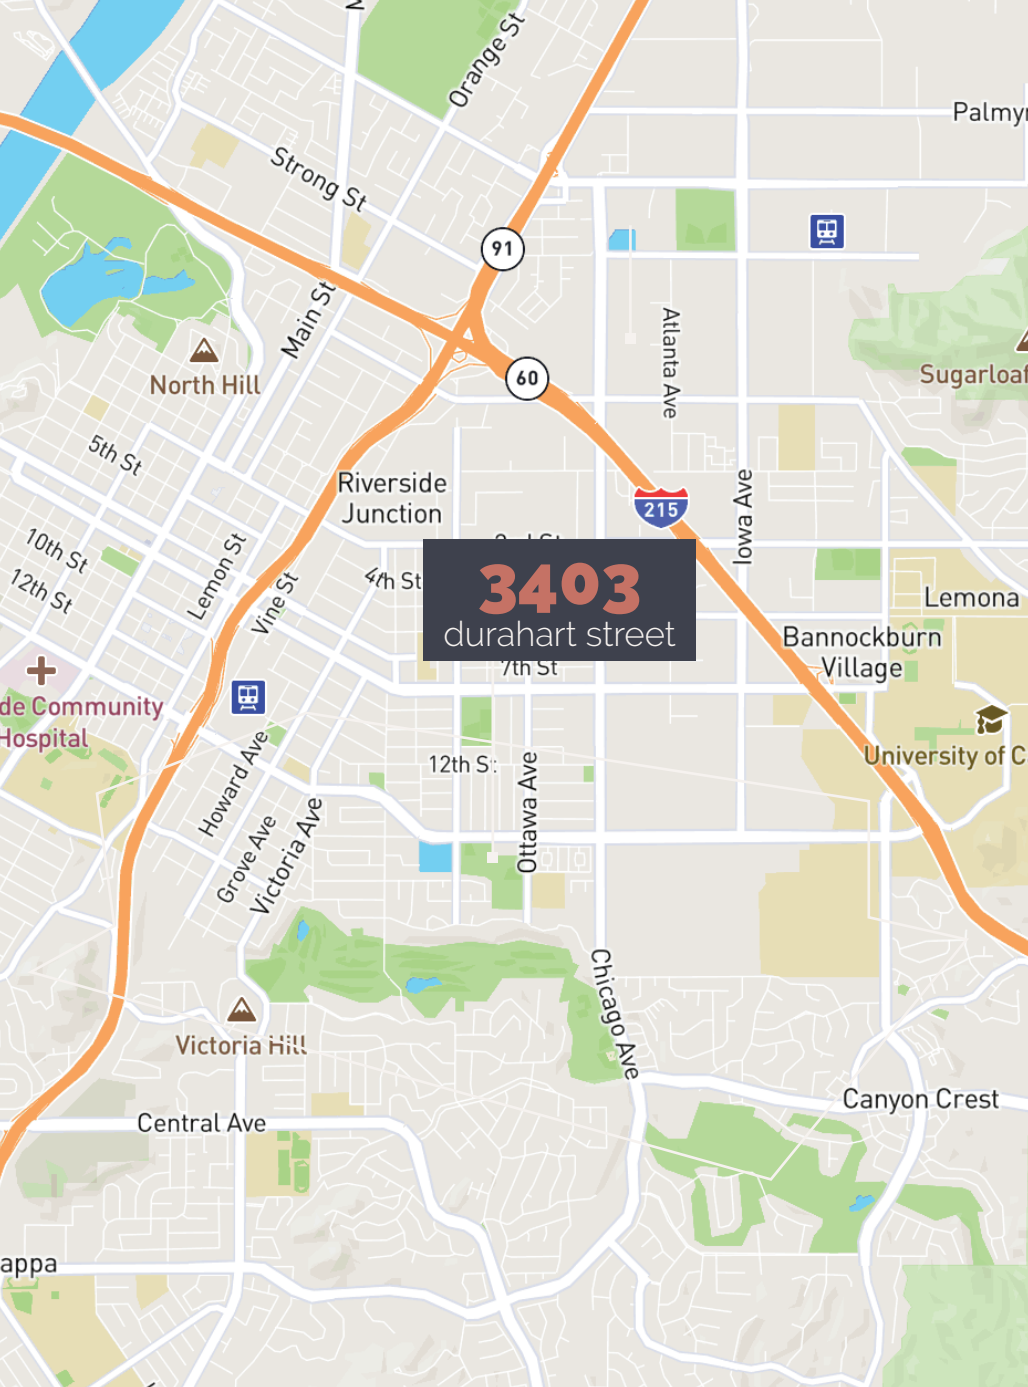 Orange St
Palmyr
Strong St
91
Main St
Atlanta Ave
North Hill
60
Sugarloaf
5th St
Riverside
Junction
215
Iowa Ave
10th St
12th St
Lemon St
Vine St
4th St
3403
durahart street
7th St
Lemona
Bannockburn
Village
de Community
Hospital
University of C
Howard Ave
12th St
Ottawa Ave
Grove Ave
Victoria Ave
Chicago Ave
Victoria Hill
Canyon Crest
Central Ave
appa